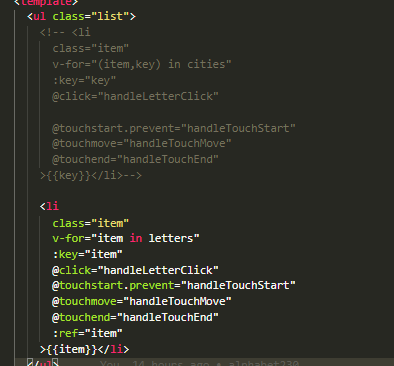 <template>
<ul class="list">
<!-- <li
class="item"
v-for="(item,key) in cities"
:key="key"
@click="handleLetterClick"
@touchstart.prevent="handleTouchStart"
@touchmove="handleTouchMove"
@touchend="handleTouchEnd"
>{{key}}</li>-->
<li
class="item"
v-for="item in letters"
:key="item"
@click="handleLetterClick"
@touchstart.prevent="handleTouchStart"
@touchmove="handleTouchMove"
@touchend="handleTouchEnd"
:ref="item"
>{{item}}</li>
</ul> You, 14 hours ago • alphabet230